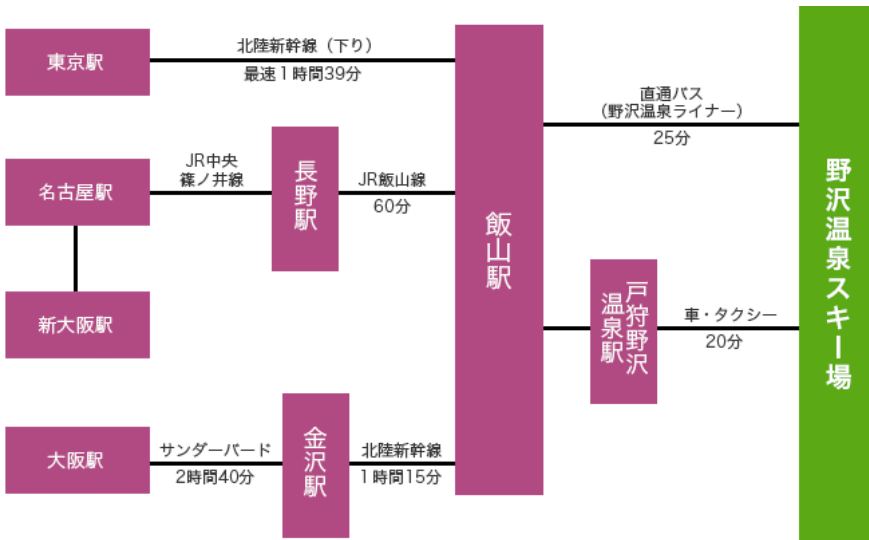 東京駅
北陸新幹線（下り）
最速1時間39分
名古屋駅
JR中央
篠ノ井線
長野駅
JR飯山線
60分
新大阪駅
大阪駅
サンダーバード
2時間40分
金沢駅
北陸新幹線
1時間15分
飯山駅
直通バス
（野沢温泉ライナー）
25分
戸狩野沢
温泉駅
車・タクシー
20分
野沢温泉スキー場